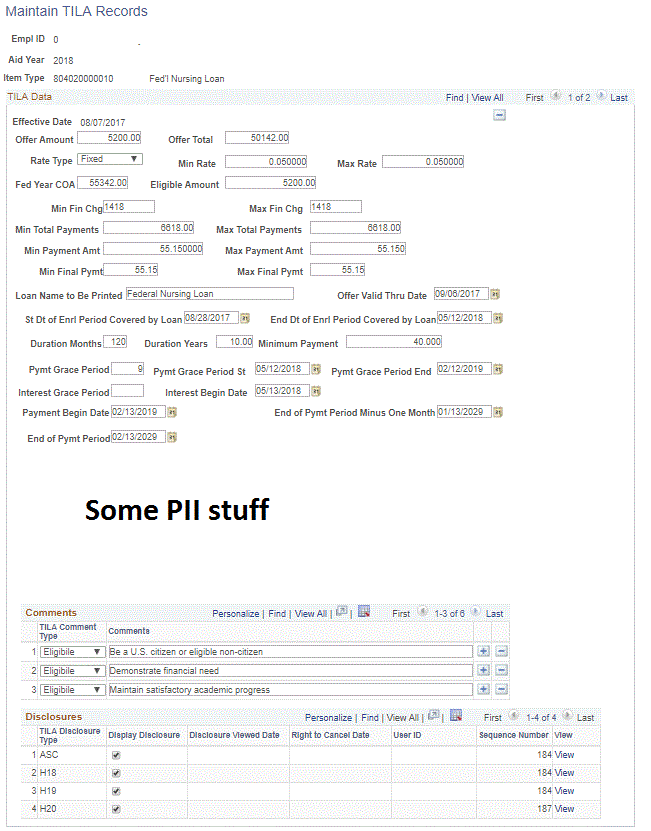 Maintain TILA Records
Empl ID 0
Aid Year 2018
Item Type 804020000010 Fed'l Nursing Loan
TILA Data Find | View All First 1 of 2 Last
Effective Date 08/07/2017
Offer Amount 5200.00 Offer Total 50142.00
Rate Type Fixed Min Rate 0.050000 Max Rate 0.050000
Fed Year COA 55342.00 Eligible Amount 5200.00
Min Fin Chg 1418 Max Fin Chg 1418
Min Total Payments 6618.00 Max Total Payments 6618.00
Min Payment Amt 55.150000 Max Payment Amt 55.150
Min Final Pymt 55.15 Max Final Pymt 55.15
Loan Name to Be Printed Federal Nursing Loan Offer Valid Thru Date 09/06/2017
St Dt of Enrl Period Covered by Loan 08/28/2017 End Dt of Enrl Period Covered by Loan 05/12/2018
Duration Months 120 Duration Years 10.00 Minimum Payment 40.000
Pymt Grace Period 9 Pymt Grace Period St 05/12/2018 Pymt Grace Period End 02/12/2019
Interest Grace Period Interest Begin Date 05/13/2018
Payment Begin Date 02/13/2019 End of Pymt Period Minus One Month 01/13/2029
End of Pymt Period 02/13/2029
Some PII stuff
Comments Personalize | Find | View All | | First 1-3 of 6 Last
TILA Comment Type Comments
1 Eligibile Be a U.S. citizen or eligible non-citizen
2 Eligibile Demonstrate financial need
3 Eligibile Maintain satisfactory academic progress
Disclosures Personalize | Find | View All | | First 1-4 of 4 Last
TILA Disclosure Type Display Disclosure Disclosure Viewed Date Right to Cancel Date User ID Sequence Number View
1 ASC 184 View
2 H18 184 View
3 H19 184 View
4 H20 187 View